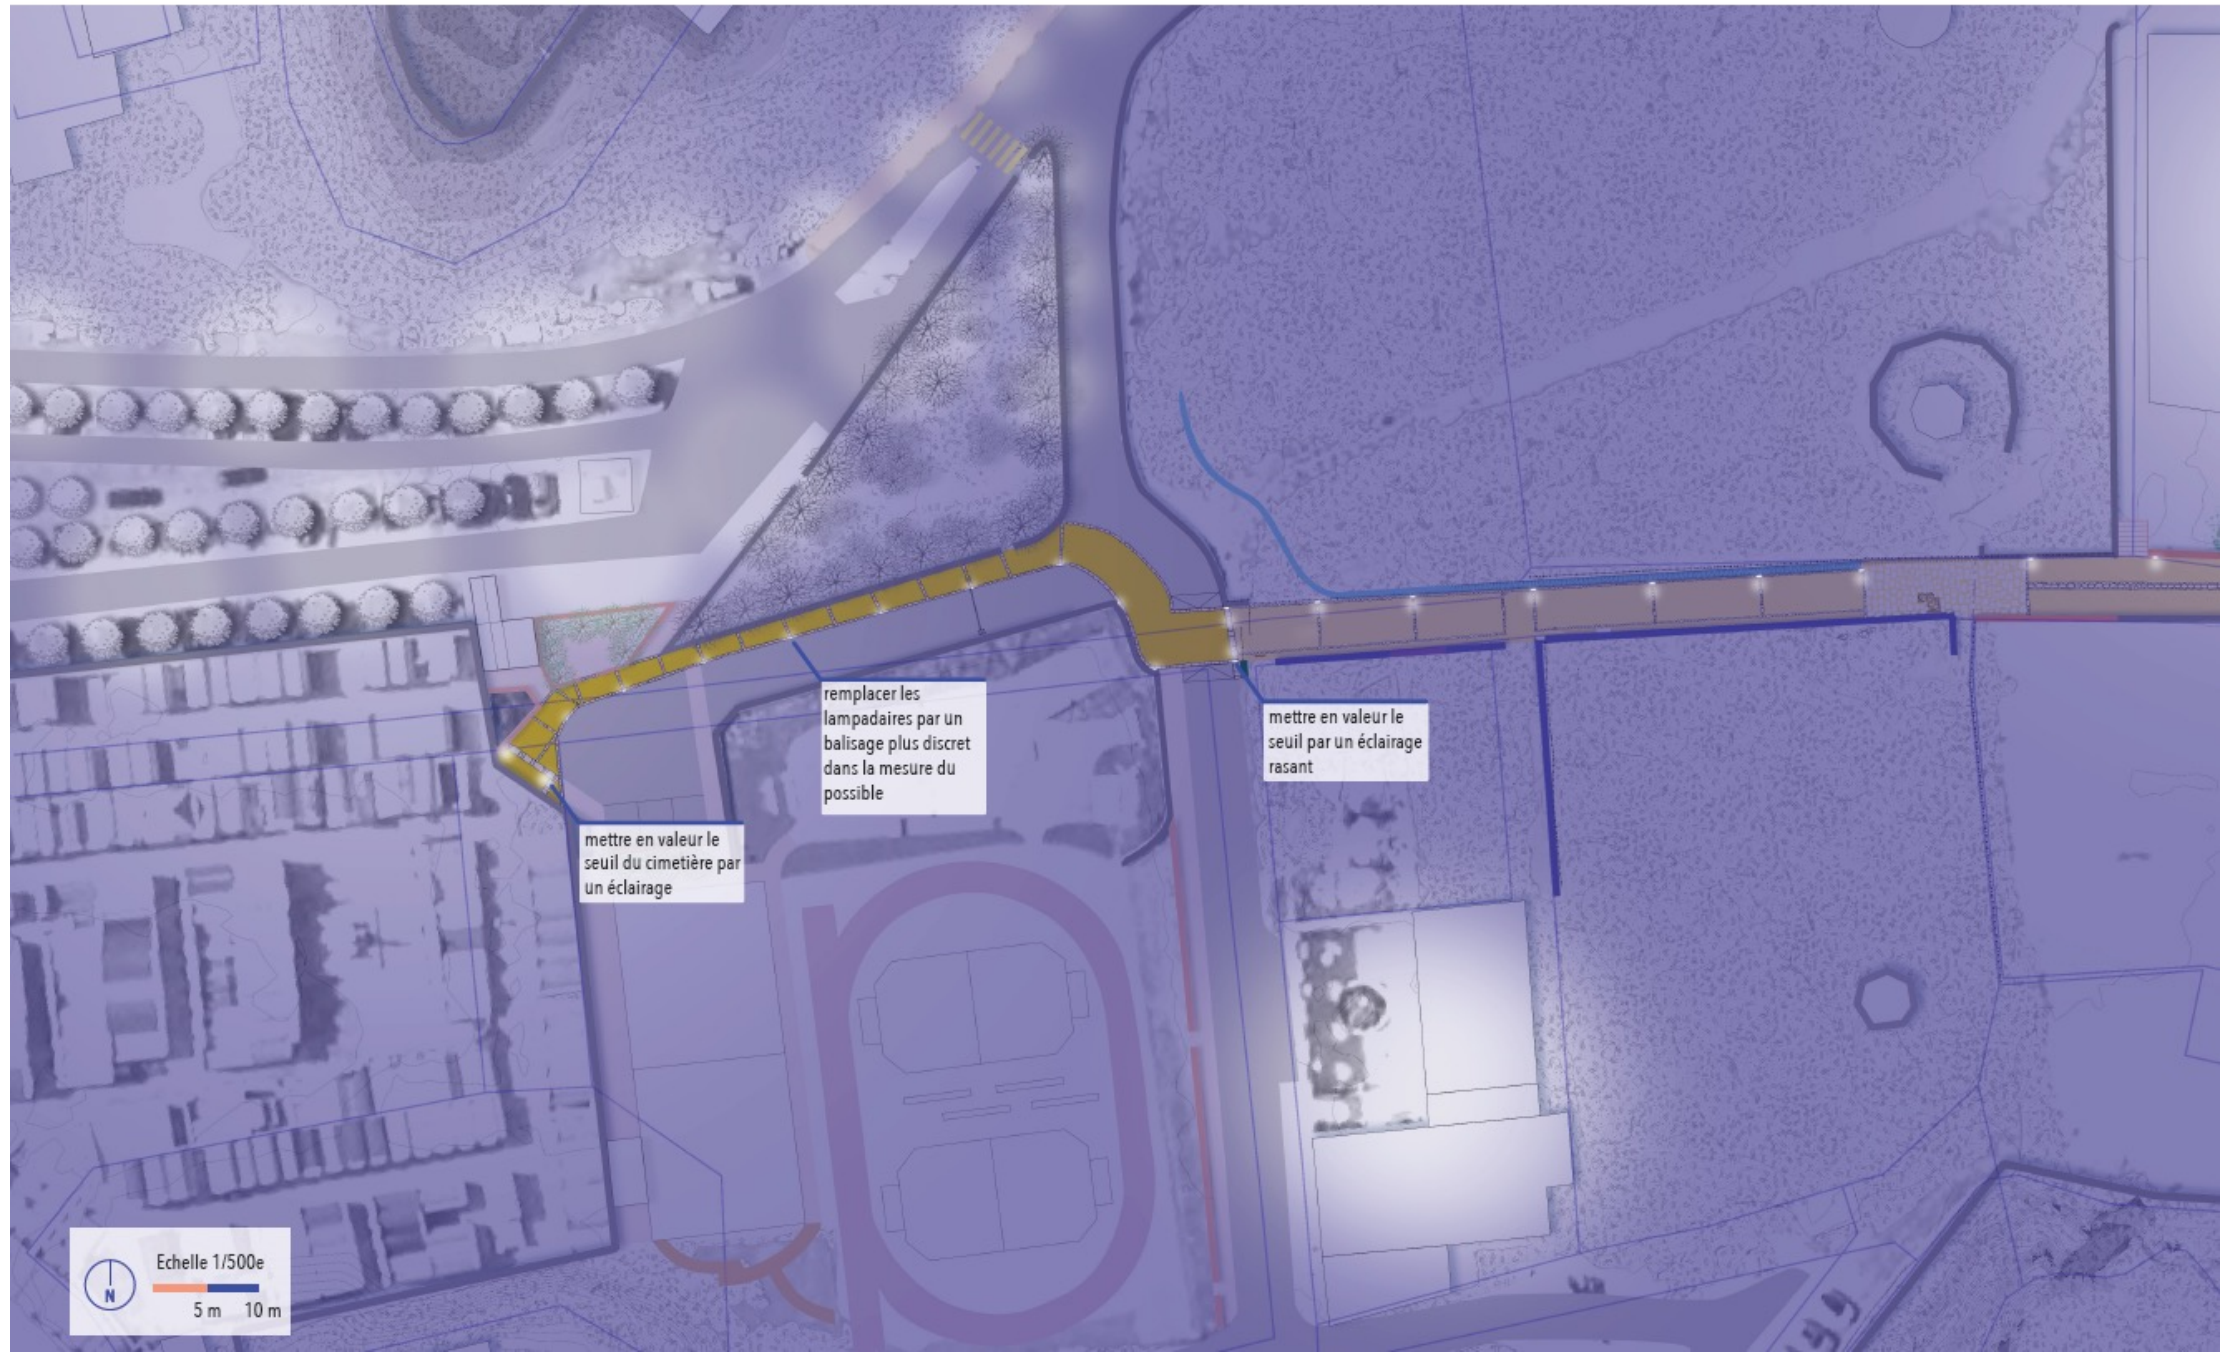 remplacer les
lampadaires par un
balisage plus discret
dans la mesure du
possible
mettre en valeur le
seuil par un éclairage
rasant
mettre en valeur le
seuil du cimetière par
un éclairage
Echelle 1/500e
N
5 m 10 m